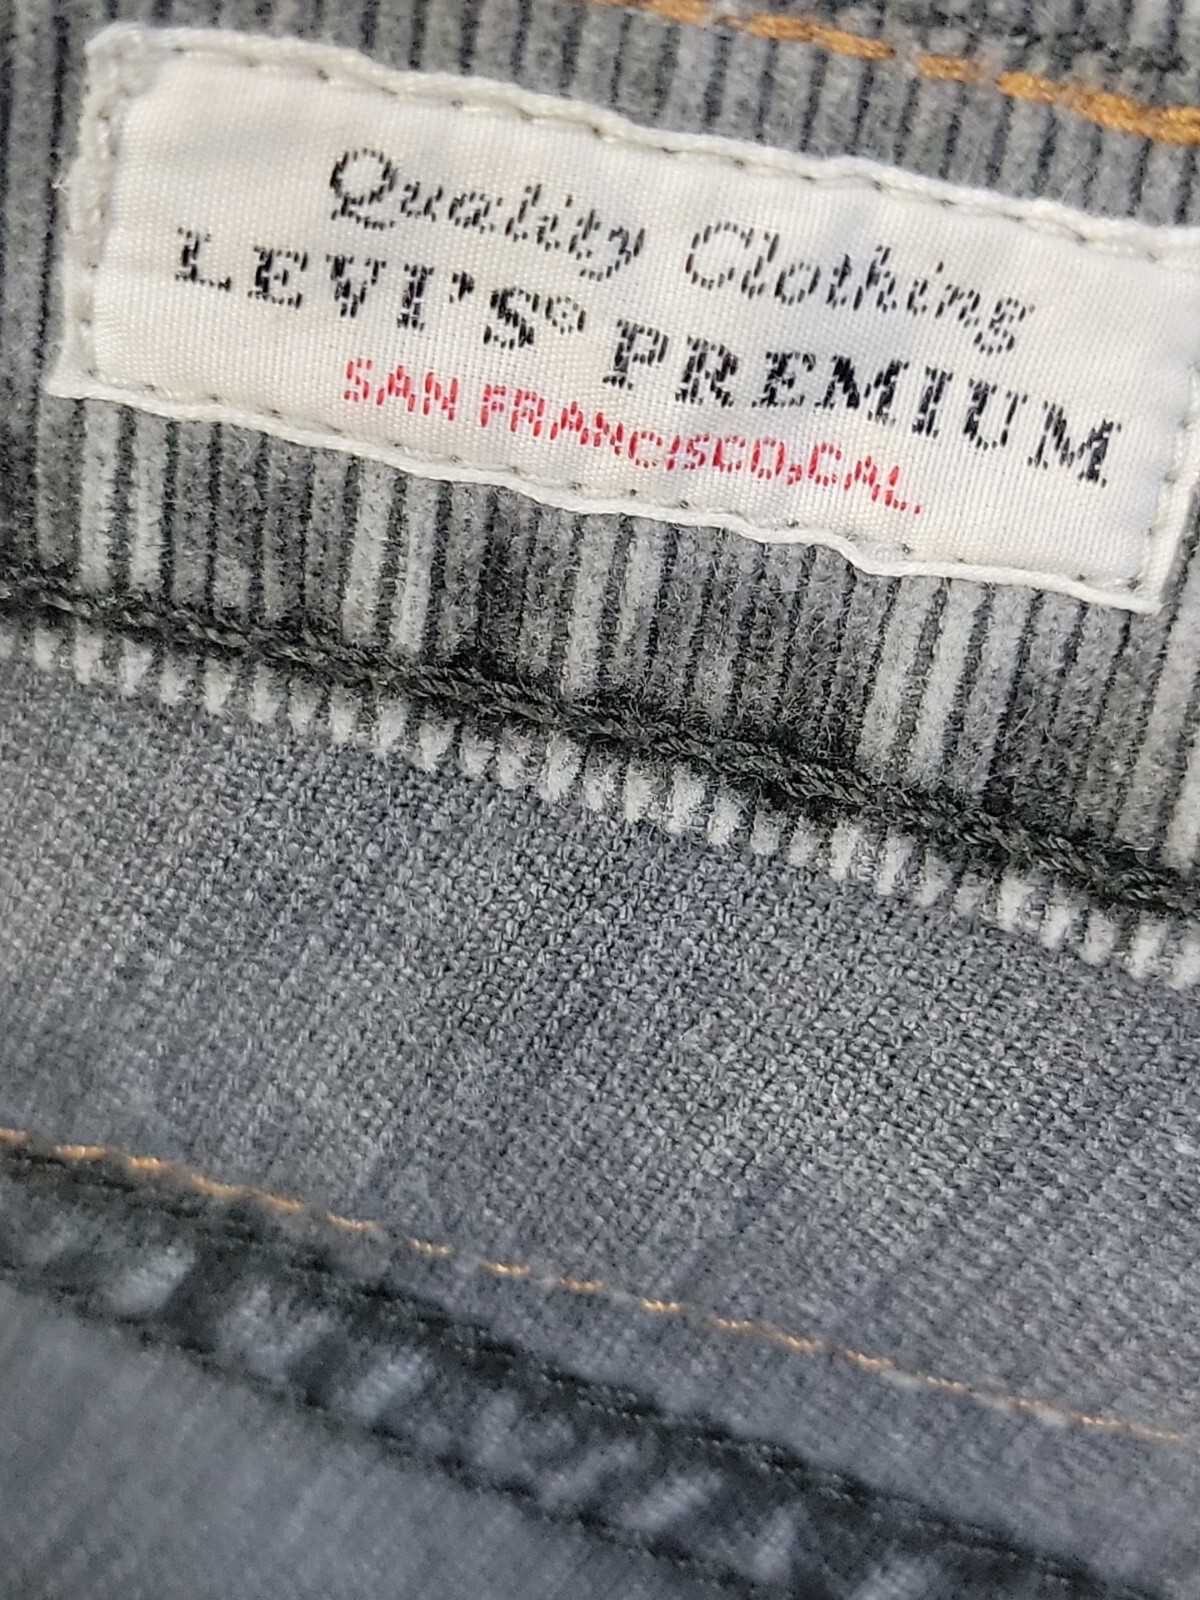 Quality Clothing
LEVI'S® PREMIUM
SAN FRANCISCO, CAL.